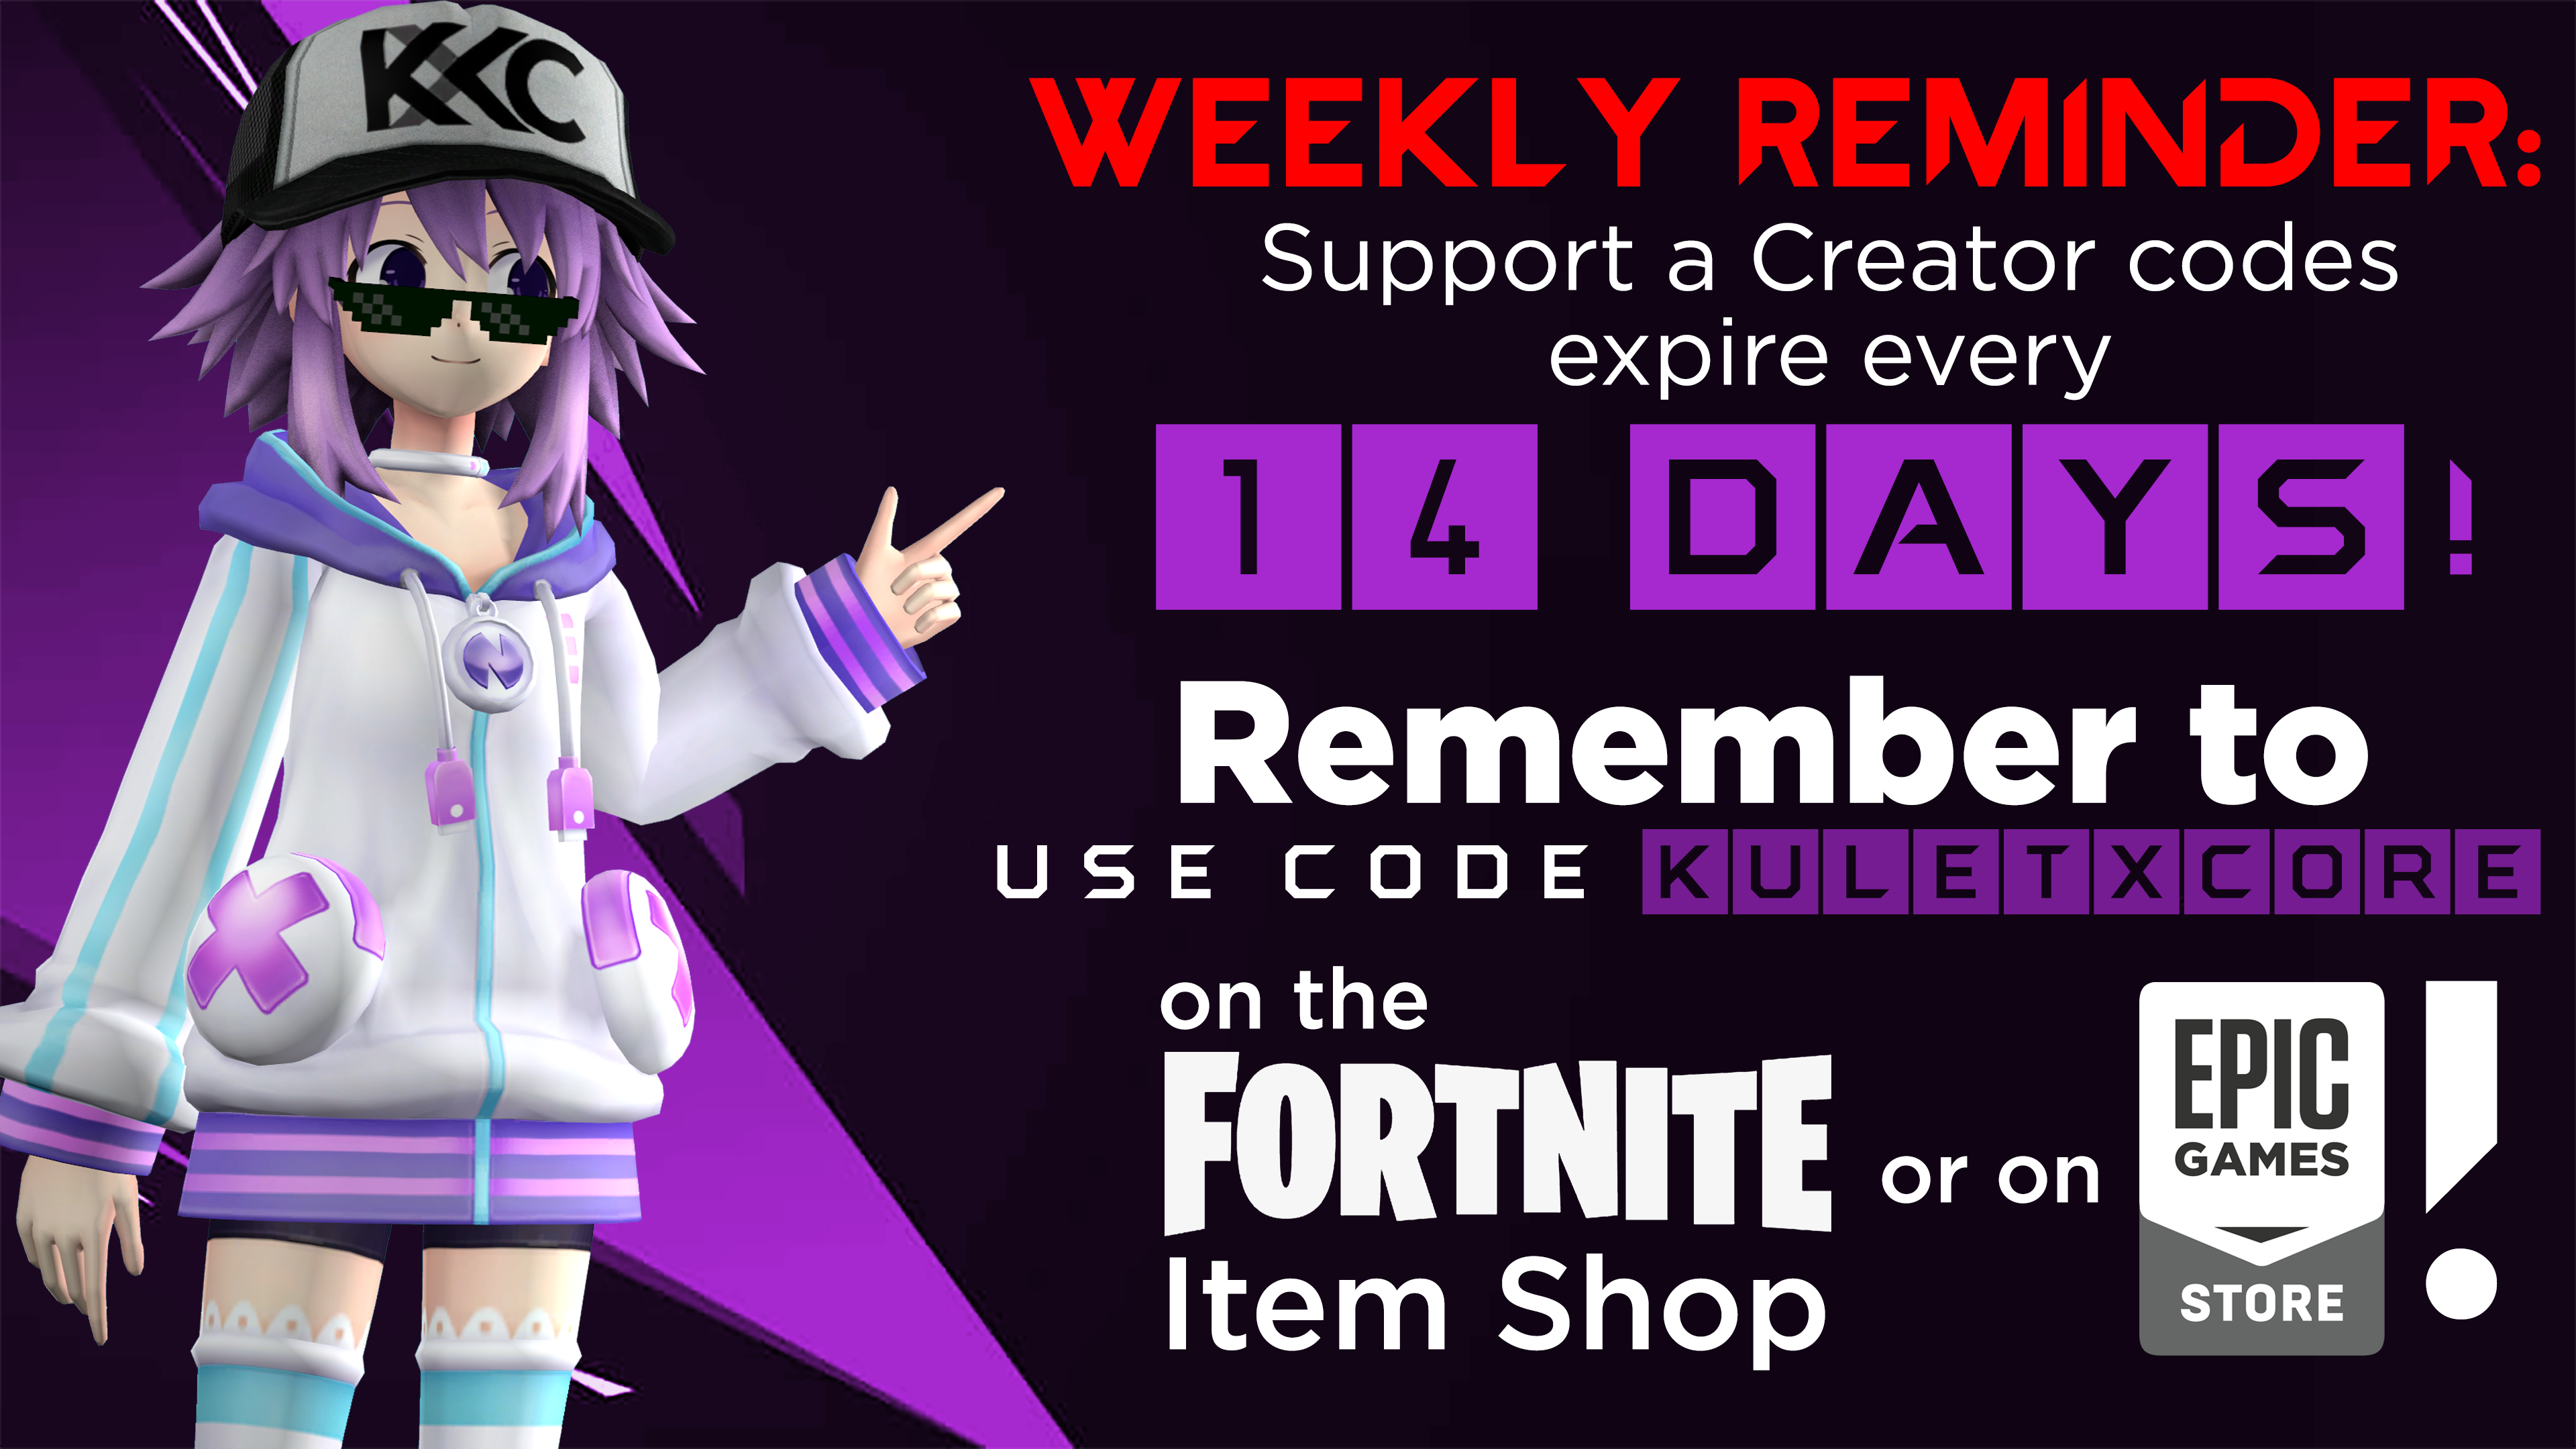 KXC
N
WEEKLY REMINDER:
Support a Creator codes
expire every
14 DAYS!
Remember to
USE CODE KULETXCORE
on the
FORTNITE
Item Shop
or on
EPIC
GAMES
STORE
!